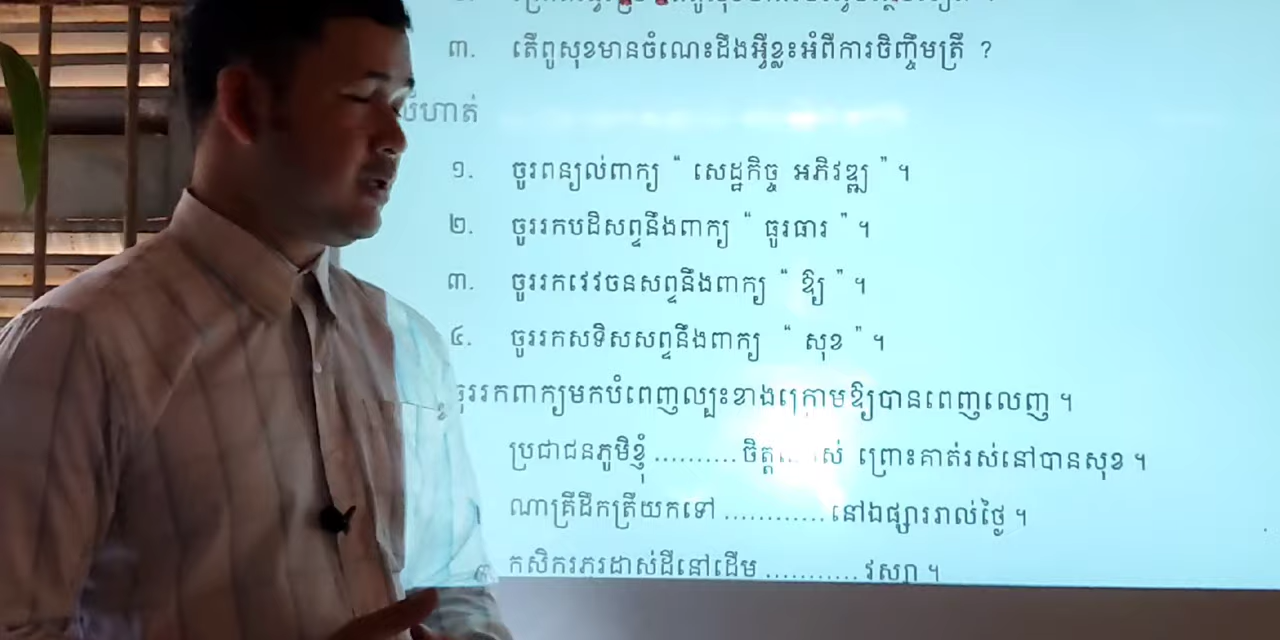 ៣. តើពូសុខមានចំណេះដឹងអ្វីខ្លះអំពីការចិញ្ចឹមត្រី ?
លំហាត់
១. ចូរពន្យល់ពាក្យ “ សេដ្ឋកិច្ច អភិវឌ្ឍ ” ។
២. ចូររកបដិសព្ទនឹងពាក្យ “ ធូរធារ ” ។
៣. ចូររកវេវចនសព្ទនឹងពាក្យ “ ឱ្យ ” ។
៤. ចូររកសទិសសព្ទនឹងពាក្យ “ សុខ ” ។
ចូររកពាក្យមកបំពេញល្បះខាងក្រោមឱ្យបានពេញលេញ ។
ប្រជាជនភូមិខ្ញុំ ..........ចិត្ត... ស់ ព្រោះគាត់រស់នៅបានសុខ ។
ណាគ្រីដឹកត្រីយកទៅ ............នៅឯផ្សាររាល់ថ្ងៃ ។
កសិករភ្ជួរដាស់ដីនៅដើម ........... វស្សា ។